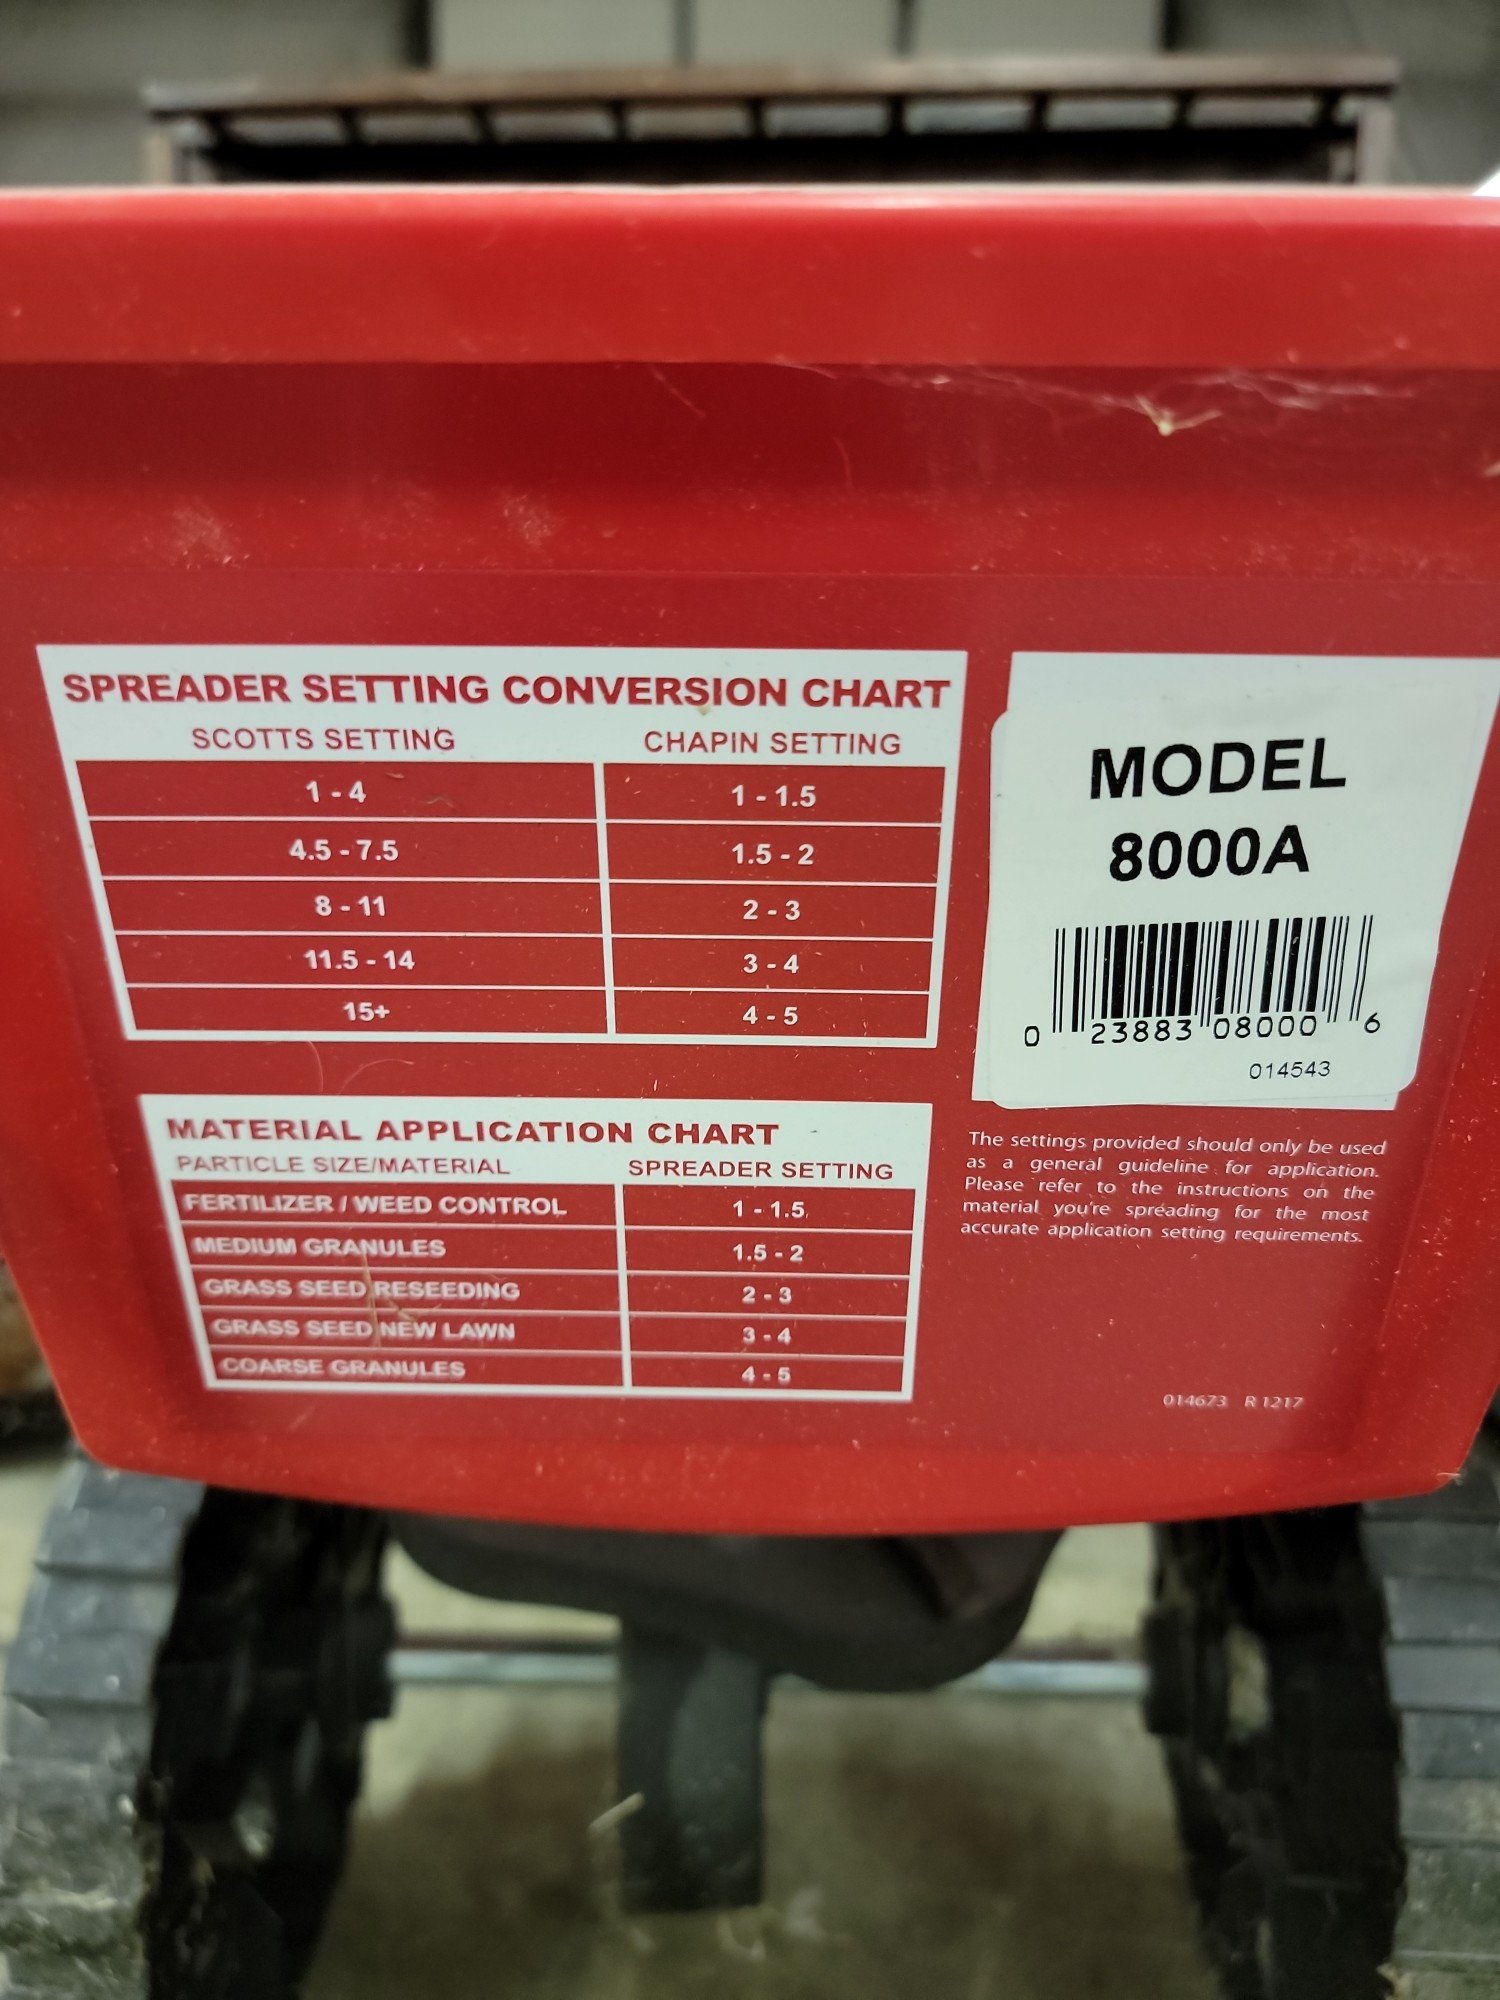 SPREADER SETTING CONVERSION CHART
SCOTTS SETTING CHAPIN SETTING
1 - 4 1 - 1.5
4.5 - 7.5 1.5 - 2
8 - 11 2 - 3
11.5 - 14 3 - 4
15+ 4 - 5
MODEL
8000A
0 23883 08000 6
014543
MATERIAL APPLICATION CHART
PARTICLE SIZE/MATERIAL SPREADER SETTING
FERTILIZER / WEED CONTROL 1 - 1.5
MEDIUM GRANULES 1.5 - 2
GRASS SEED RESEEDING 2 - 3
GRASS SEED NEW LAWN 3 - 4
COARSE GRANULES 4 - 5
The settings provided should only be used
as a general guideline for application.
Please refer to the instructions on the
material you're spreading for the most
accurate application setting requirements.
014673 R 1217